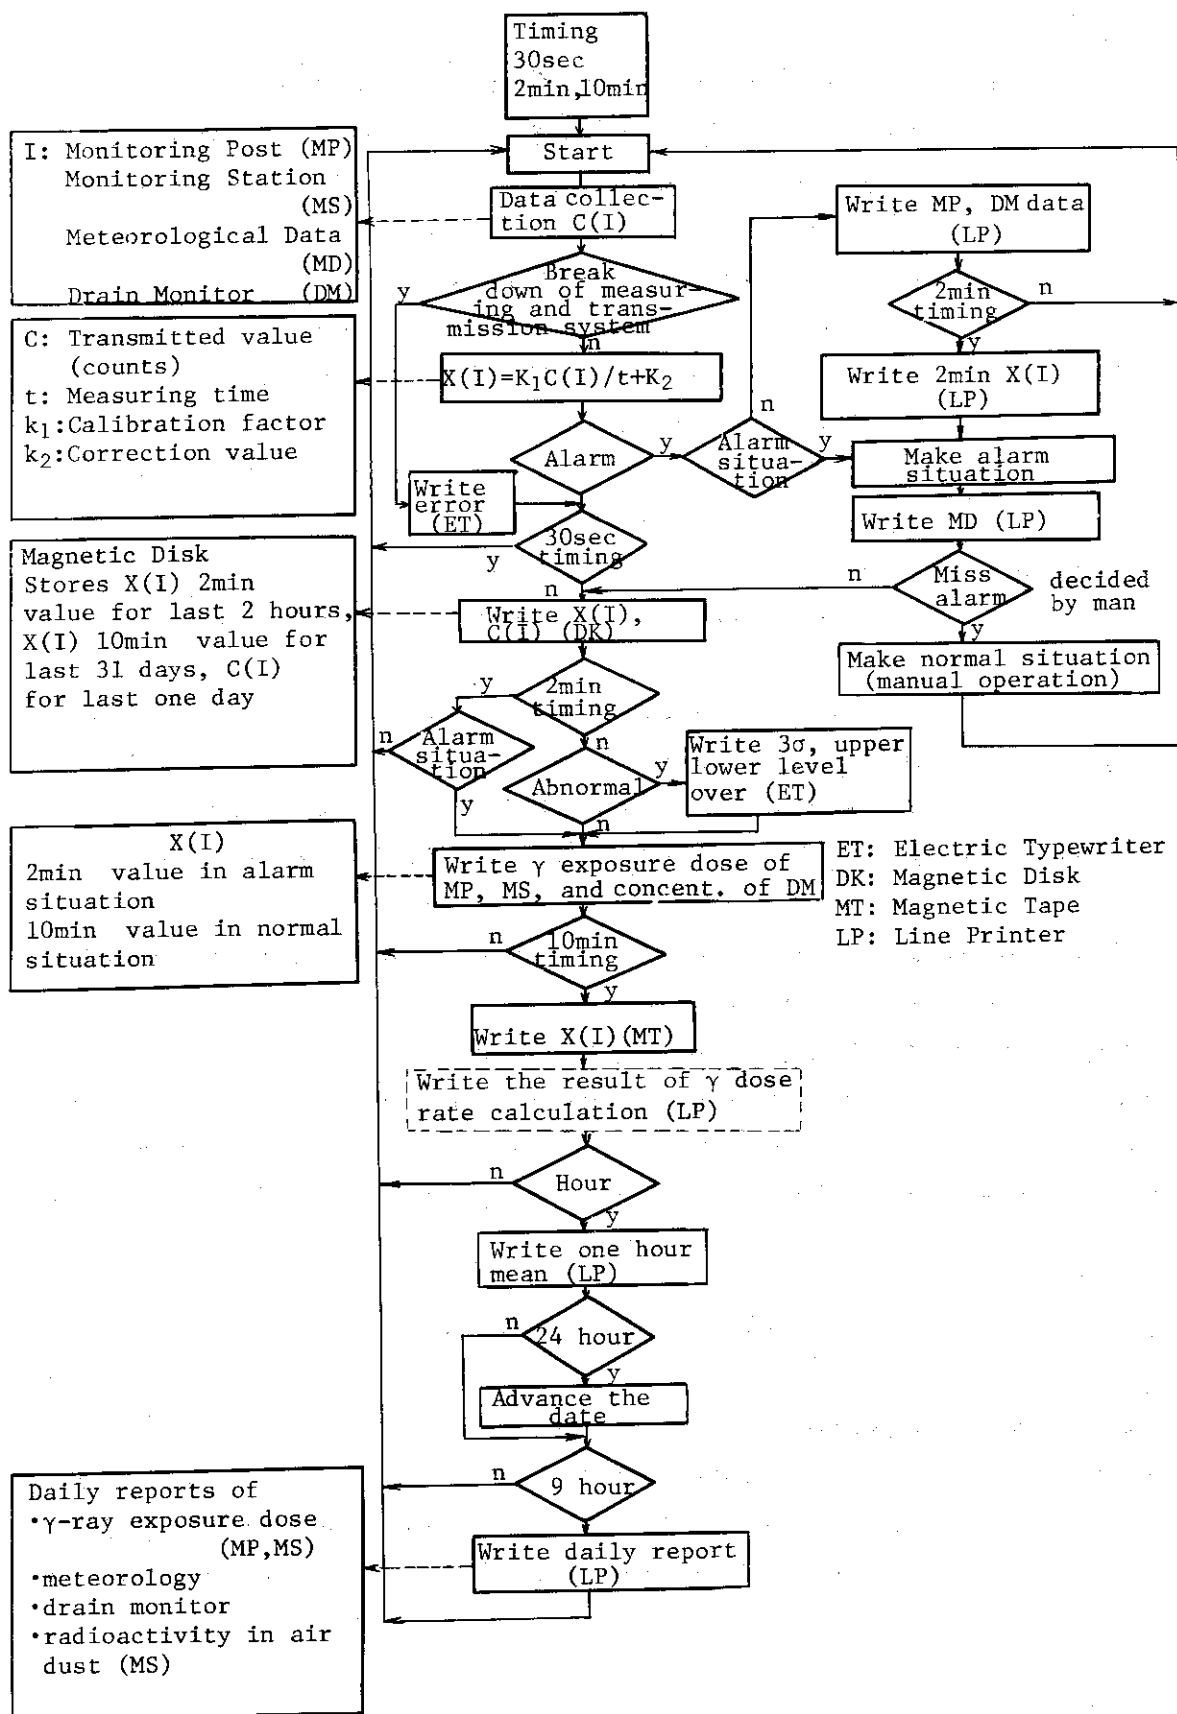 Timing
30sec
2min,10min
Start
I: Monitoring Post (MP)
Monitoring Station
(MS)
Meteorological Data
(MD)
Drain Monitor (DM)
Data collec-
tion C(I)
Write MP, DM data
(LP)
Break
down of measur-
ing and trans-
mission system
y
n
2min
timing
n
y
C: Transmitted value
(counts)
t: Measuring time
k₁:Calibration factor
k₂:Correction value
X(I)=K₁C(I)/t+K₂
Write 2min X(I)
(LP)
Alarm
y
Alarm
situa-
tion
n
y
Make alarm
situation
Write
error
(ET)
Write MD (LP)
30sec
timing
y
n
Miss
alarm
n
y
decided
by man
Magnetic Disk
Stores X(I) 2min
value for last 2 hours,
X(I) 10min value for
last 31 days, C(I)
for last one day
Write X(I),
C(I) (DK)
Make normal situation
(manual operation)
2min
timing
y
n
Alarm
situa-
tion
n
y
Abnormal
y
n
Write 3σ, upper
lower level
over (ET)
X(I)
2min value in alarm
situation
10min value in normal
situation
Write γ exposure dose of
MP, MS, and concent. of DM
ET: Electric Typewriter
DK: Magnetic Disk
MT: Magnetic Tape
LP: Line Printer
10min
timing
n
y
Write X(I)(MT)
Write the result of γ dose
rate calculation (LP)
Hour
n
y
Write one hour
mean (LP)
24 hour
n
y
Advance the
date
9 hour
n
y
Daily reports of
•γ-ray exposure dose
(MP,MS)
•meteorology
•drain monitor
•radioactivity in air
dust (MS)
Write daily report
(LP)